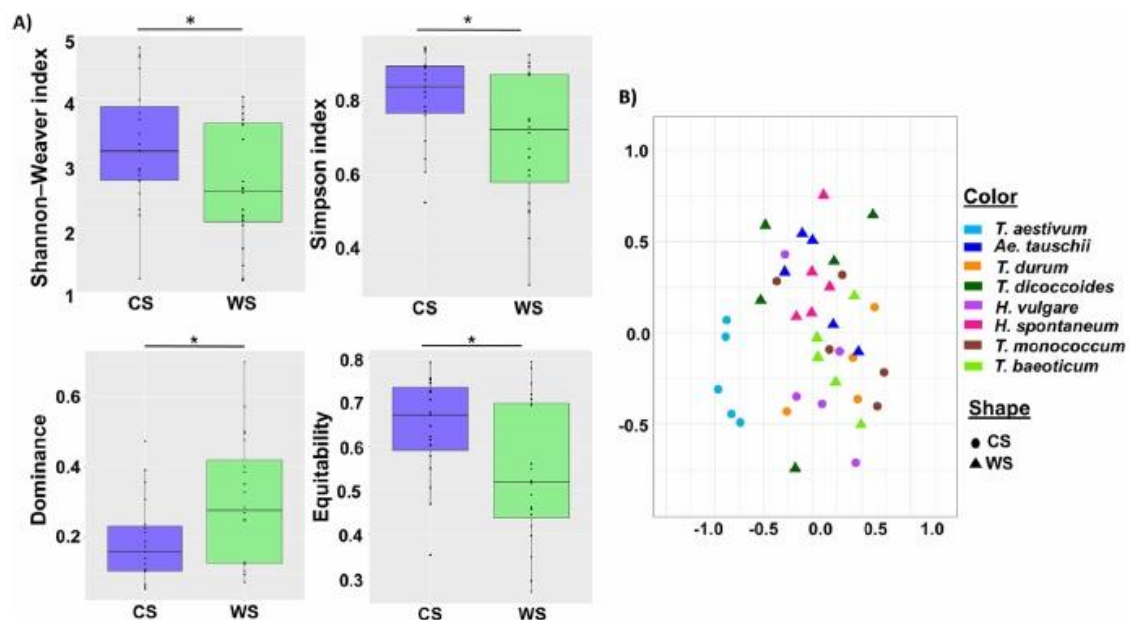 A)
*
*
Shannon–Weaver index
5
4
3
2
1
CS
WS
Simpson index
0.8
0.6
0.4
CS
WS
*
*
Dominance
0.6
0.4
0.2
CS
WS
Equitability
0.8
0.7
0.6
0.5
0.4
0.3
CS
WS
B)
1.0
0.5
0.0
-0.5
-1.0
-0.5
0.0
0.5
1.0
Color
T. aestivum
Ae. tauschii
T. durum
T. dicoccoides
H. vulgare
H. spontaneum
T. monococcum
T. baeoticum
Shape
CS
WS